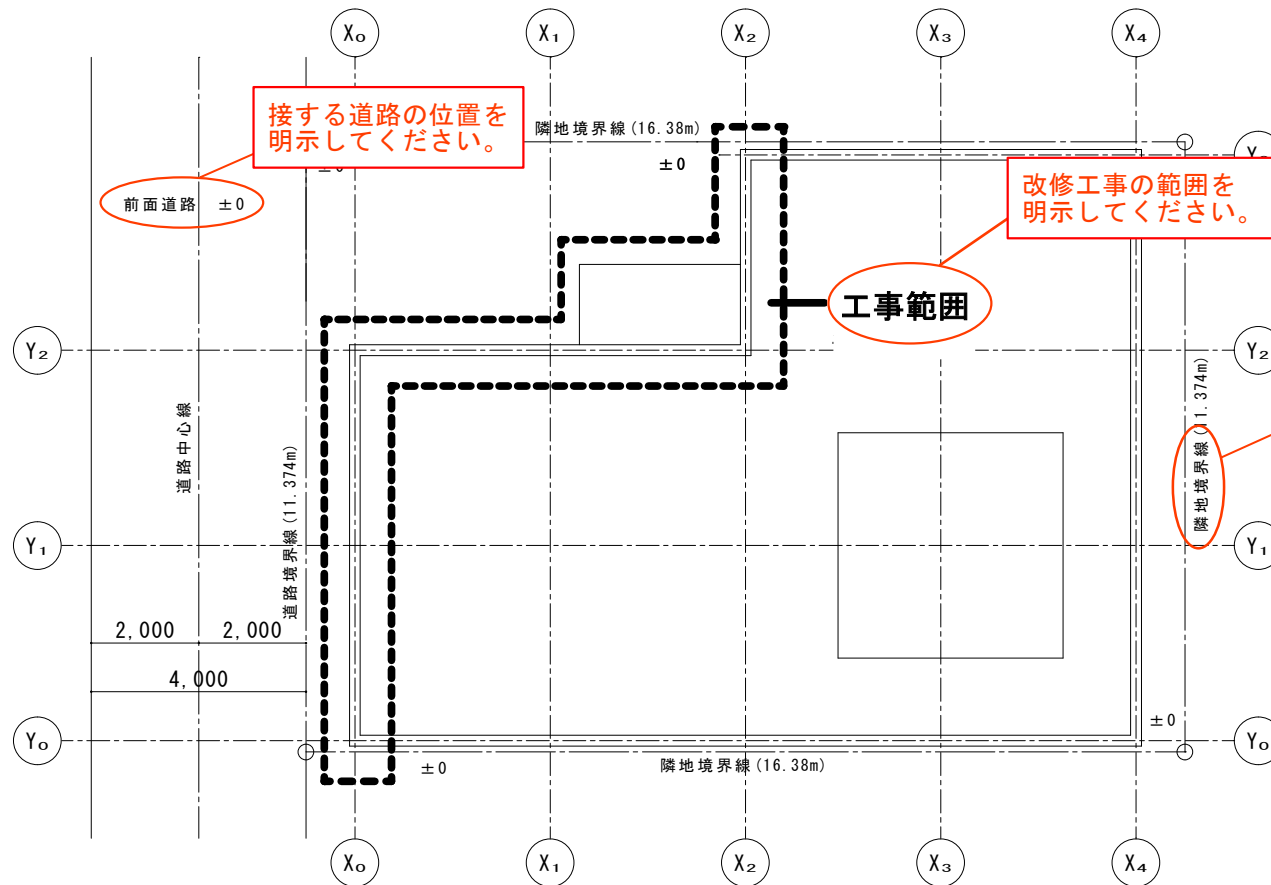 X₀ X₁ X₂ X₃ X₄
接する道路の位置を
明示してください。
隣地境界線(16.38m)
±0
±0
改修工事の範囲を
明示してください。
前面道路 ±0
工事範囲
Y₂
Y₂
隣地境界線(11.374m)
道路中心線
道路境界線(11.374m)
Y₁
Y₁
2,000 2,000
4,000
±0
Y₀
Y₀
±0
隣地境界線(16.38m)
X₀ X₁ X₂ X₃ X₄